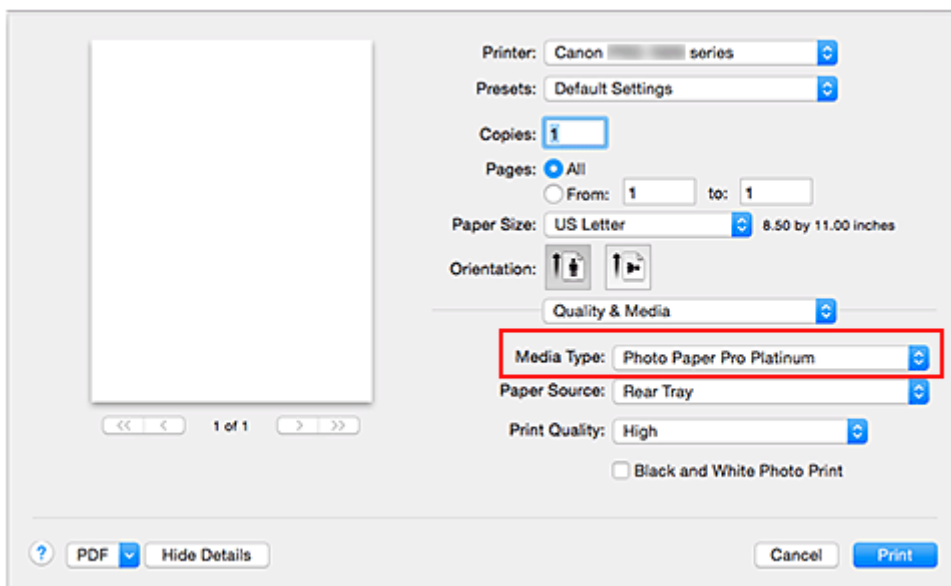 Printer: Canon series
Presets: Default Settings
Copies: 1
Pages: All
From: 1 to: 1
Paper Size: US Letter 8.50 by 11.00 inches
Orientation:
Quality & Media
Media Type: Photo Paper Pro Platinum
Paper Source: Rear Tray
1 of 1
Print Quality: High
Black and White Photo Print
? PDF Hide Details Cancel Print